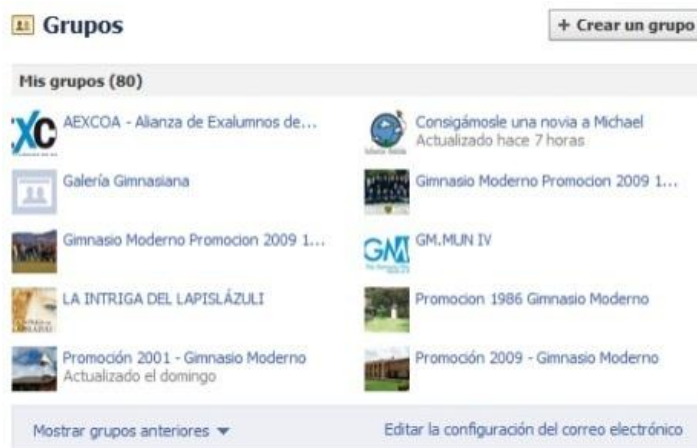 Grupos
+ Crear un grupo
Mis grupos (80)
XC
AEXCOA - Alianza de Exalumnos de...
Consigámosle una novia a Michael
Actualizado hace 7 horas
Galería Gimnasiana
Gimnasio Moderno Promocion 2009 1...
Gimnasio Moderno Promocion 2009 1...
GM
GM.MUN IV
LA INTRIGA DEL LAPISLÁZULI
Promocion 1986 Gimnasio Moderno
Promoción 2001 - Gimnasio Moderno
Actualizado el domingo
Promoción 2009 - Gimnasio Moderno
Mostrar grupos anteriores
Editar la configuración del correo electrónico